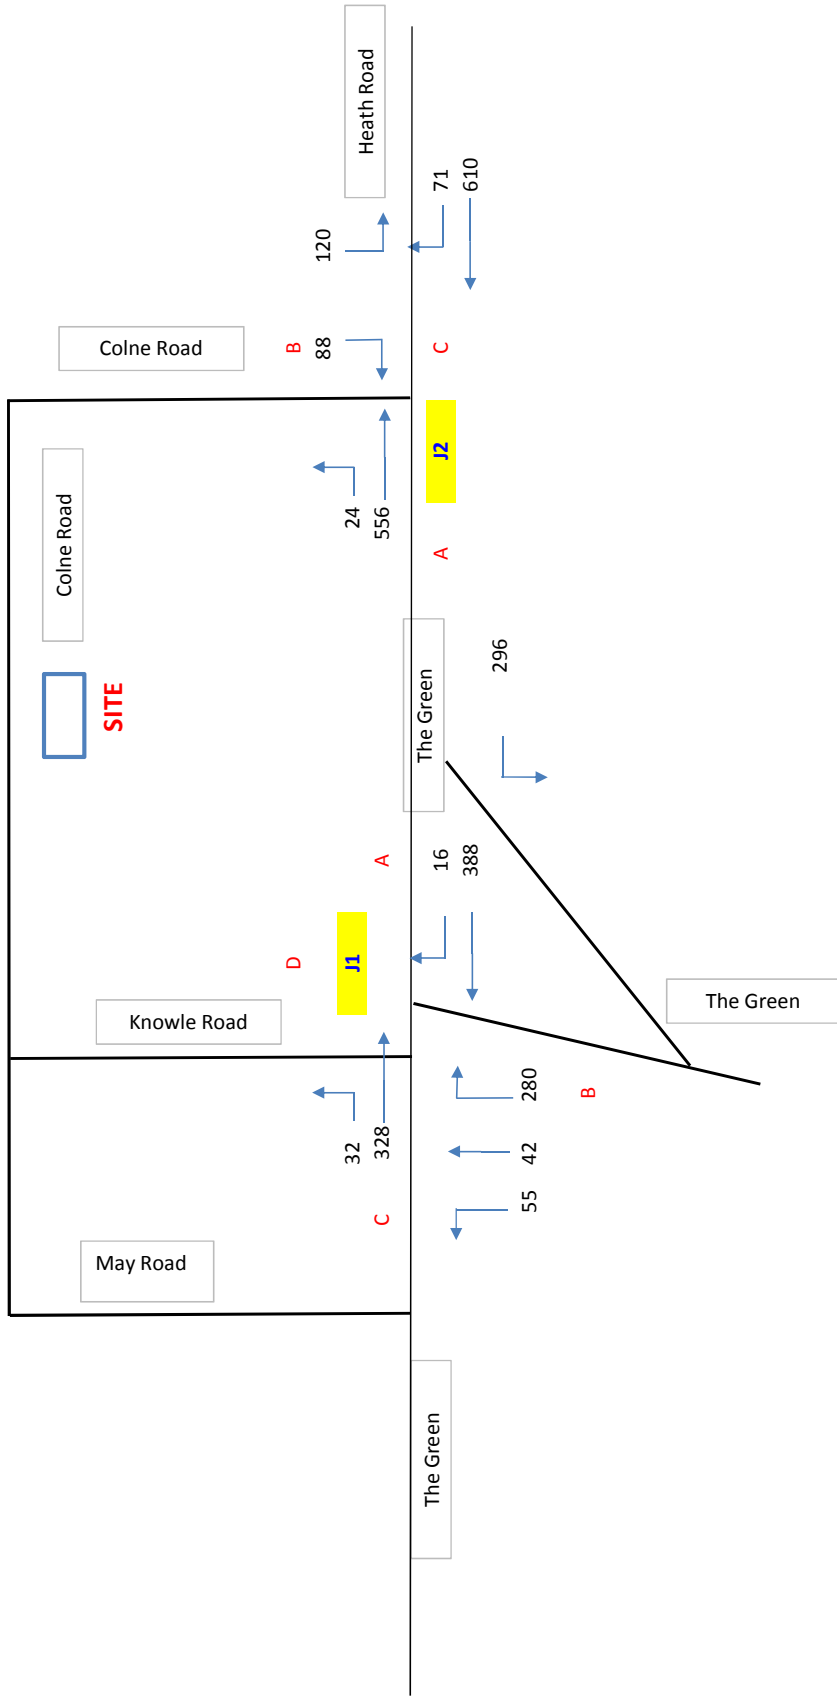 Heath Road
120
71
610
Colne Road
B
88
C
Colne Road
24
556
J2
A
SITE
The Green
296
A
16
388
D
J1
Knowle Road
The Green
32
328
280
B
42
C
55
May Road
The Green